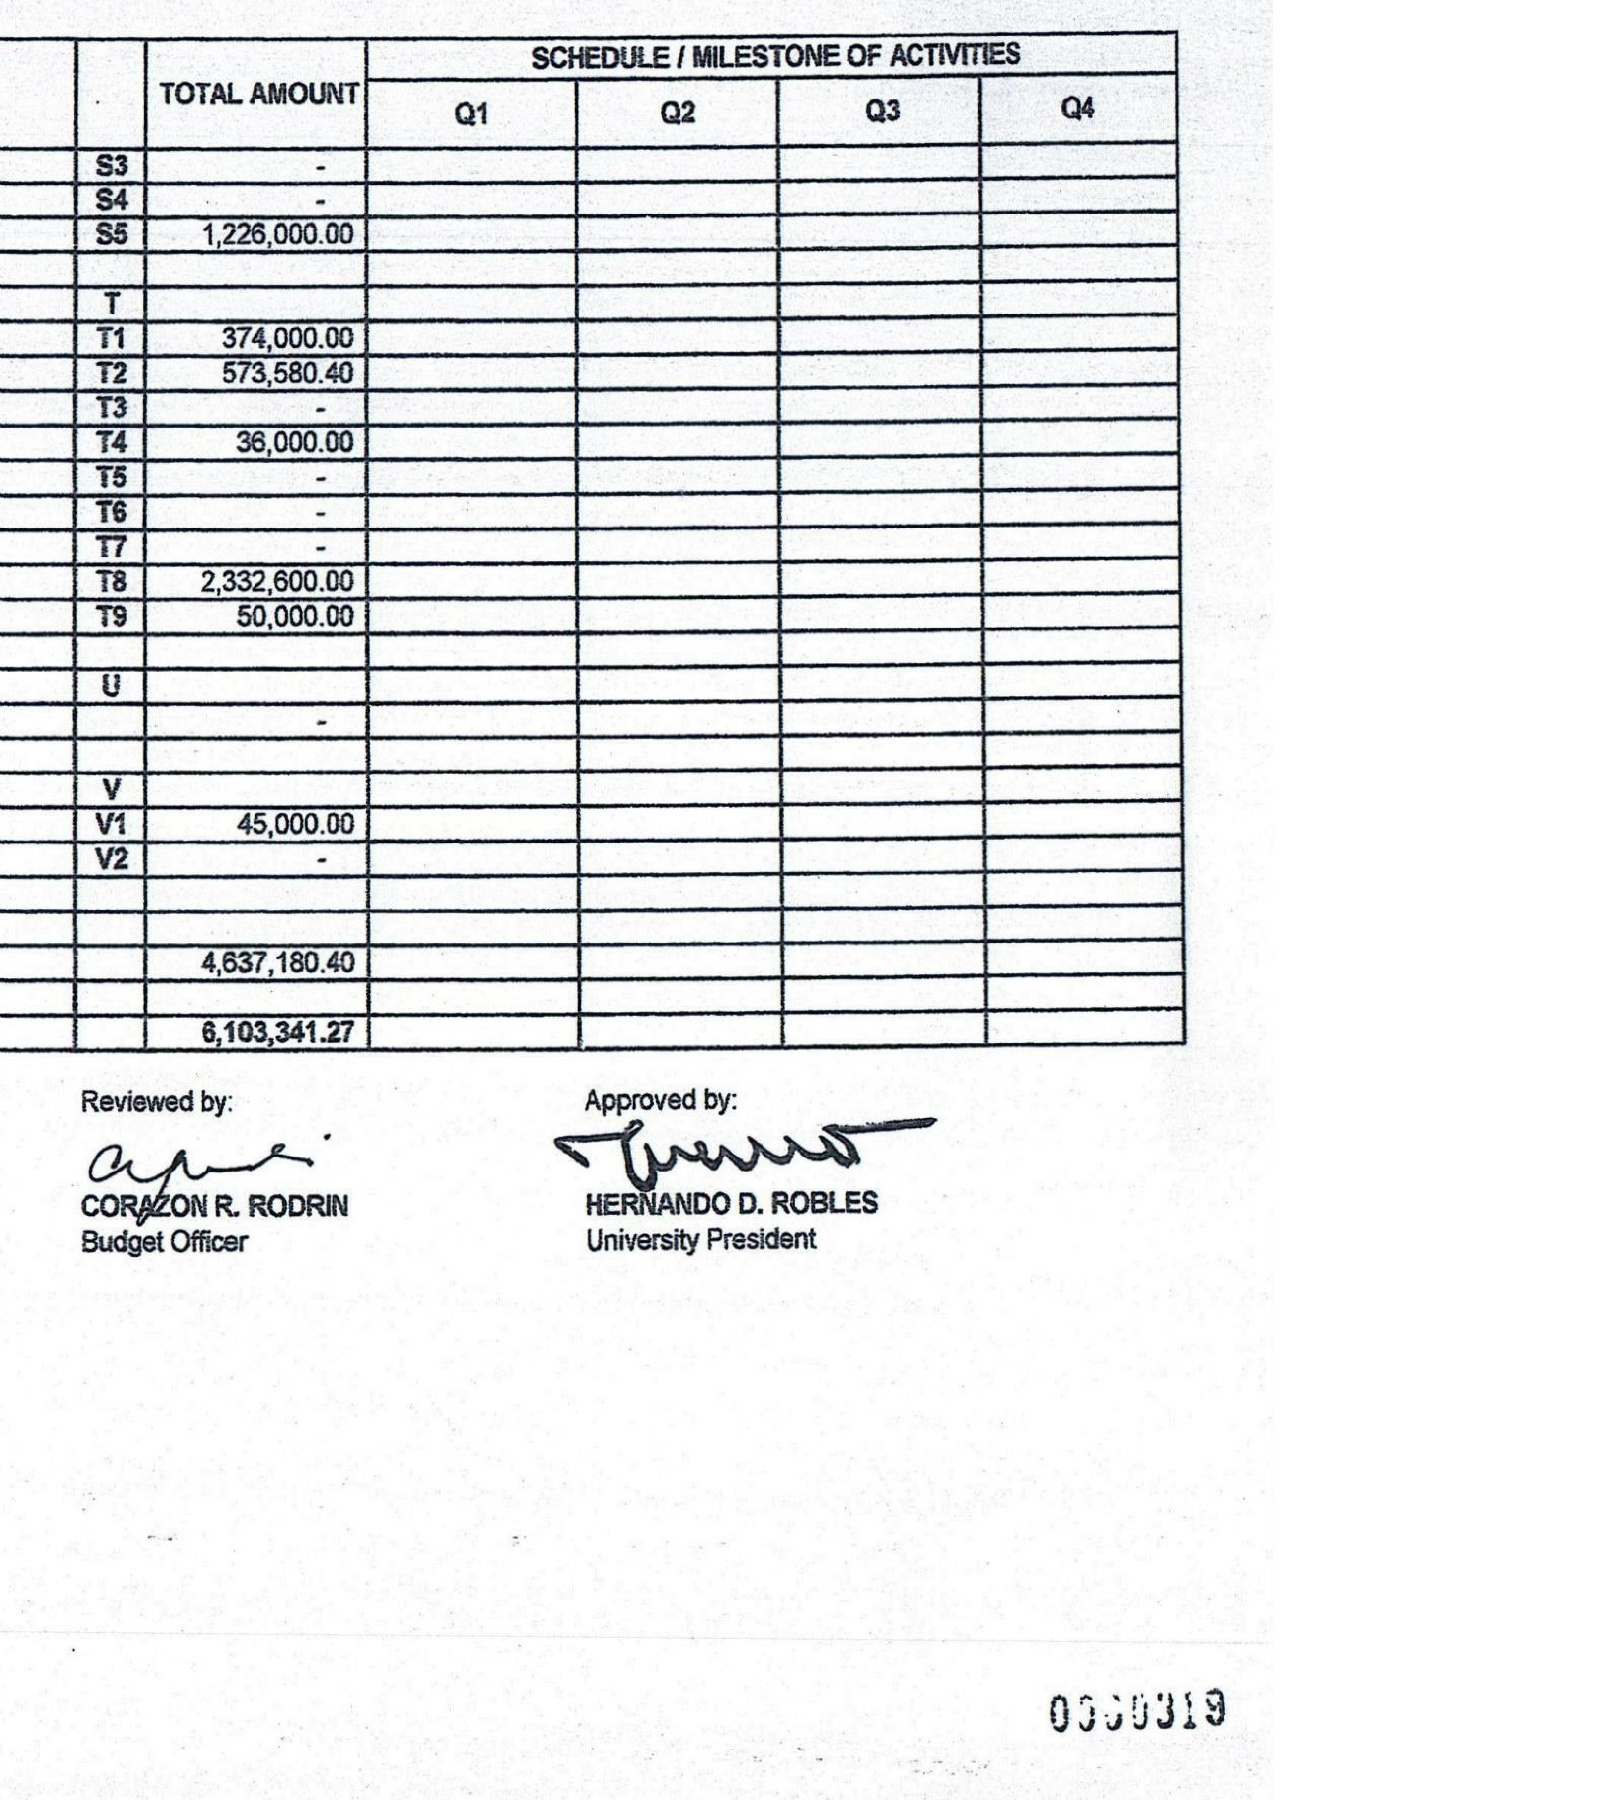 TOTAL AMOUNT SCHEDULE / MILESTONE OF ACTIVITIES
Q1 Q2 Q3 Q4
S3 -
S4 -
S5 1,226,000.00
T
T1 374,000.00
T2 573,580.40
T3 -
T4 36,000.00
T5 -
T6 -
T7 -
T8 2,332,600.00
T9 50,000.00
U
-
V
V1 45,000.00
V2 -
4,637,180.40
6,103,341.27
Reviewed by: Approved by:
CORAZON R. RODRIN HERNANDO D. ROBLES
Budget Officer University President